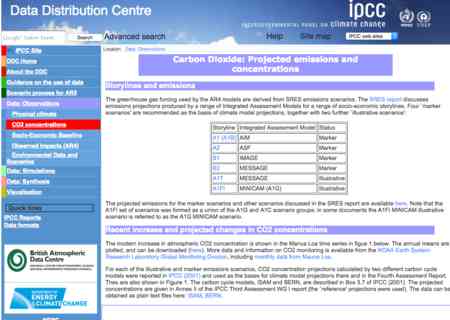 Data Distribution Centre
ipcc
INTERGOVERNMENTAL PANEL ON climate change
Search
Advanced search
Help
Site map
IPCC web area
IPCC Site
DDC Home
About the DDC
Guidance on the use of data
Scenario process for AR5
Data: Observations
Physical climate
CO2 concentrations
Socio-Economic Baseline
Observed impacts (AR4)
Environmental Data and
Scenarios
Data: Simulations
Data: Synthesis
Visualisation
Quick links
IPCC Reports
Data formats
British Atmospheric
Data Centre
DEPARTMENT OF
ENERGY
& CLIMATE CHANGE
Location: Data Observations
Carbon Dioxide: Projected emissions and
concentrations
Storylines and emissions
The greenhouse gas forcing used by the AR4 models are derived from SRES emissions scenarios. The SRES report discusses
emissions projections produced by a range of Integrated Assessment Models for a range of socio-economic storylines. Four 'marker
scenarios' are recommended as the basis of climate model projections, together with two further 'illustrative scenario'.
Storyline Integrated Assessment Model Status
A1 (A1B) AIM Marker
A2 ASF Marker
B1 IMAGE Marker
B2 MESSAGE Marker
A1T MESSAGE Illustrative
A1FI MINICAM (A1G) Illustrative
The projected emissions for the marker scenarios and other scenarios discussed in the SRES report are available here. Note that the
A1FI set of scenarios was formed as a union of the A1G and A1C scenario groups: in some documents the A1FI MINICAM illustrative
scenario is referred to as the A1G MINICAM scenario.
Recent increase and projected changes in CO2 concentrations
The modern increase in atmospheric CO2 concentration is shown in the Manua Loa time series in figure 1 below. The annual means are
plotted, and can be downloaded (here). More data and information on CO2 monitoring is available from the NOAA Earth System
Research Laboratory Global Monitoring Division, including monthly data from Mauna Loa.
For each of the illustrative and marker emissions scenarios, CO2 concentration projections calculated by two different carbon cycle
models were reported in IPCC (2001) and used as the bases for climate model projections there and in the Fourth Assessment Report.
They are also shown in Figure 1. The carbon cycle models, ISAM and BERN, are described in Box 3.7 of IPCC (2001). The projected
concentrations are given in Annex II of the IPCC Third Assessment WG I report (the 'reference' projections were used). The data can be
obtained as plain text files here: ISAM, BERN.